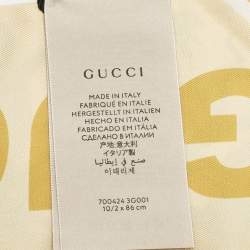 GUCCI
MADE IN ITALY
FABRIQUÉ EN ITALIE
HERGESTELLT IN ITALIEN
HECHO EN ITALIA
FABRICADO EM ITÁLIA
СДЕЛАНО В ИТАЛИИ
产地: 意大利
イタリア製
صنع في إيطاليا
이태리제
700424 3G001
10/2 x 86 cm